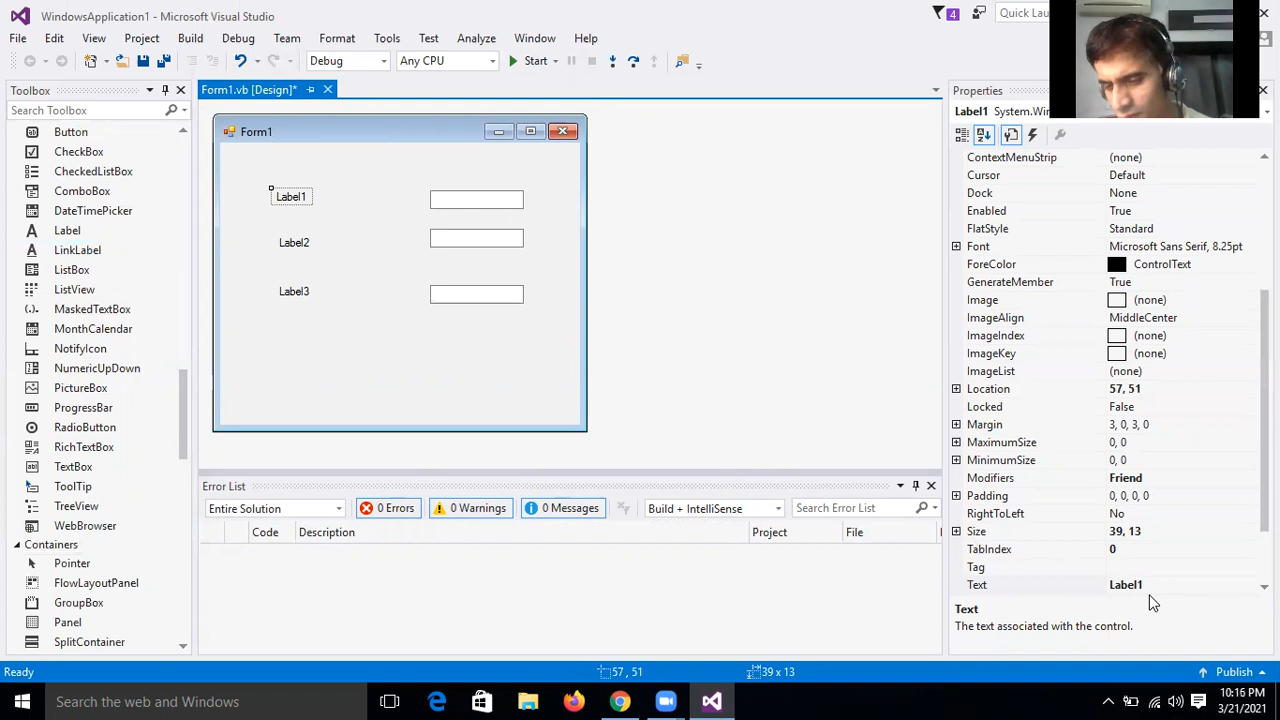 WindowsApplication1 - Microsoft Visual Studio
4
Quick Lau
File Edit View Project Build Debug Team Format Tools Test Analyze Window Help
Debug Any CPU Start
Toolbox
Search Toolbox
Button
CheckBox
CheckedListBox
ComboBox
DateTimePicker
Label
LinkLabel
ListBox
ListView
MaskedTextBox
MonthCalendar
NotifyIcon
NumericUpDown
PictureBox
ProgressBar
RadioButton
RichTextBox
TextBox
ToolTip
TreeView
WebBrowser
Containers
Pointer
FlowLayoutPanel
GroupBox
Panel
SplitContainer
Form1.vb [Design]*
Form1
Label1
Label2
Label3
Error List
Entire Solution 0 Errors 0 Warnings 0 Messages Build + IntelliSense Search Error List
Code Description Project File
Properties
Label1 System.Win
ContextMenuStrip (none)
Cursor Default
Dock None
Enabled True
FlatStyle Standard
Font Microsoft Sans Serif, 8.25pt
ForeColor ControlText
GenerateMember True
Image (none)
ImageAlign MiddleCenter
ImageIndex (none)
ImageKey (none)
ImageList (none)
Location 57, 51
Locked False
Margin 3, 0, 3, 0
MaximumSize 0, 0
MinimumSize 0, 0
Modifiers Friend
Padding 0, 0, 0, 0
RightToLeft No
Size 39, 13
TabIndex 0
Tag
Text Label1
Text
The text associated with the control.
Ready 57 , 51 39 x 13 Publish
Search the web and Windows
10:16 PM
3/21/2021